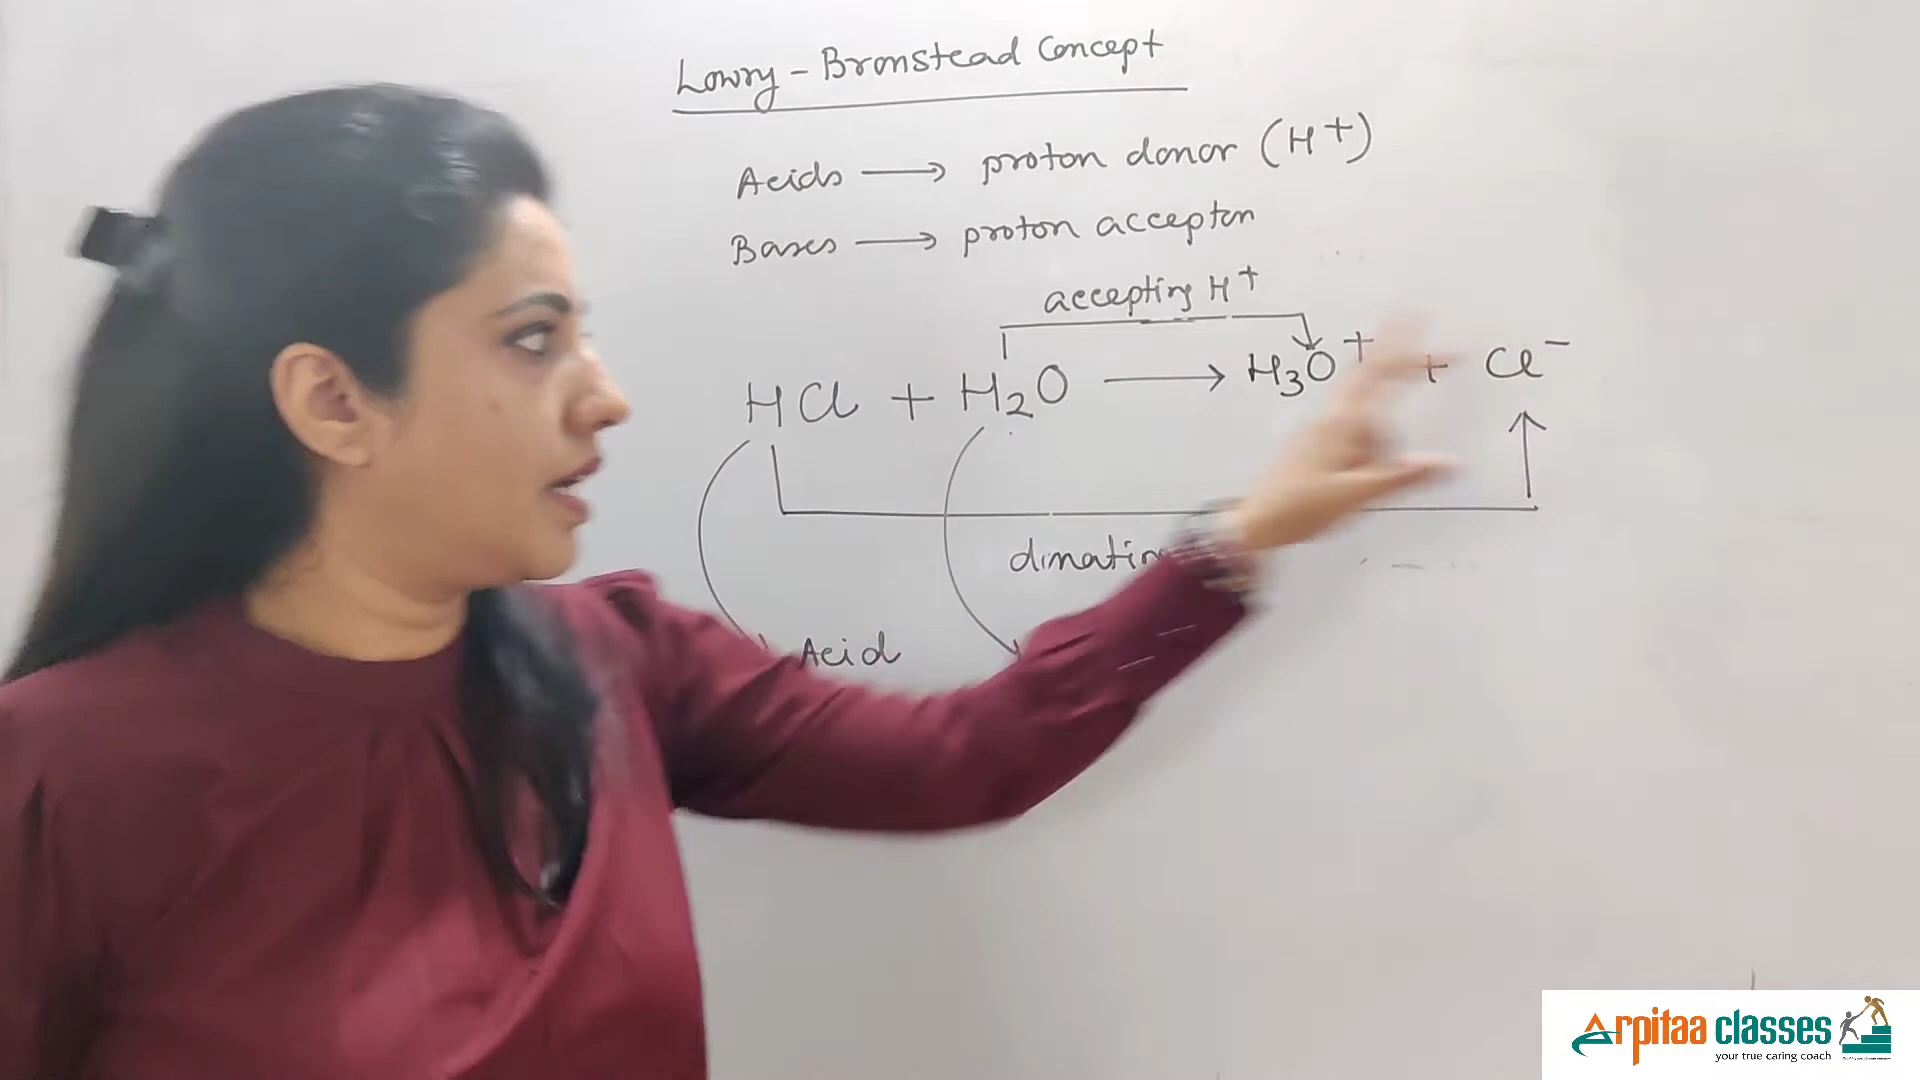 Lowry - Bronstead Concept
Acids → proton donor (H+)
Bases → proton acceptor
accepting H+
HCl + H2O → H3O+ + Cl-
donatin
Acid
Arpitaa classes
your true caring coach